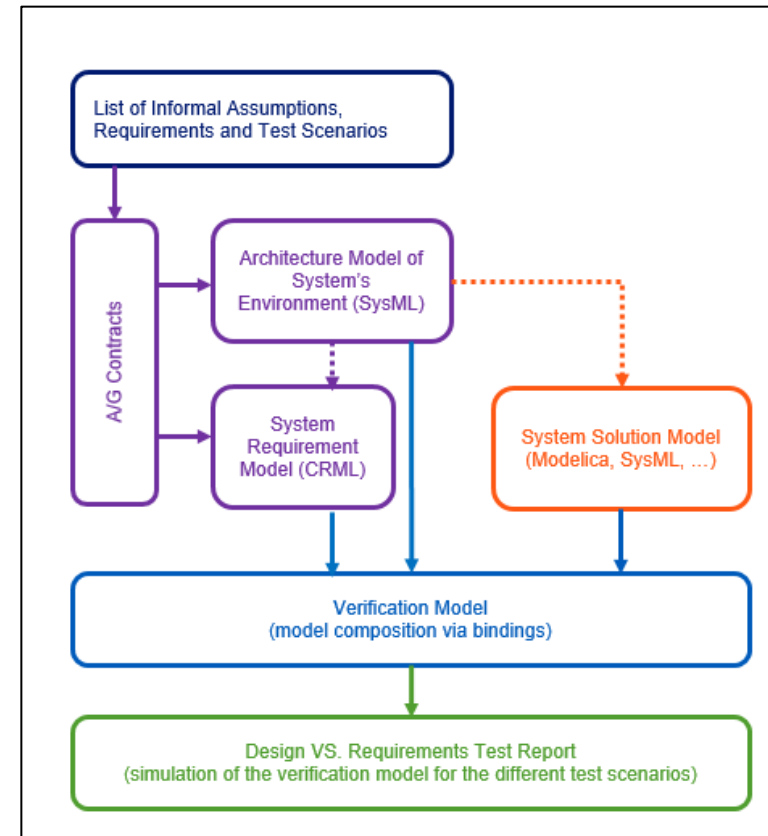 List of Informal Assumptions,
Requirements and Test Scenarios
A/G Contracts
Architecture Model of
System's
Environment (SysML)
System
Requirement
Model (CRML)
System Solution Model
(Modelica, SysML, ...)
Verification Model
(model composition via bindings)
Design VS. Requirements Test Report
(simulation of the verification model for the different test scenarios)